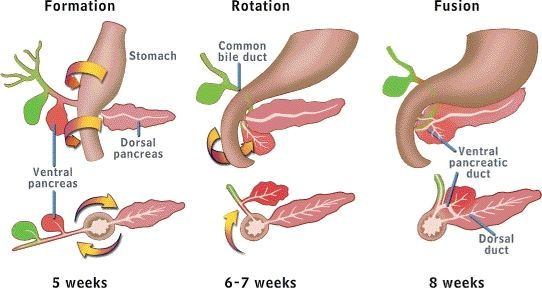 Formation
Rotation
Fusion
Stomach
Common
bile duct
Dorsal
pancreas
Ventral
pancreas
Ventral
pancreatic
duct
Dorsal
duct
5 weeks
6-7 weeks
8 weeks